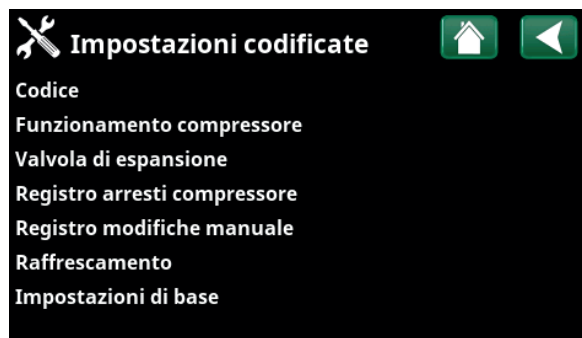 Impostazioni codificate
Codice
Funzionamento compressore
Valvola di espansione
Registro arresti compressore
Registro modifiche manuale
Raffrescamento
Impostazioni di base